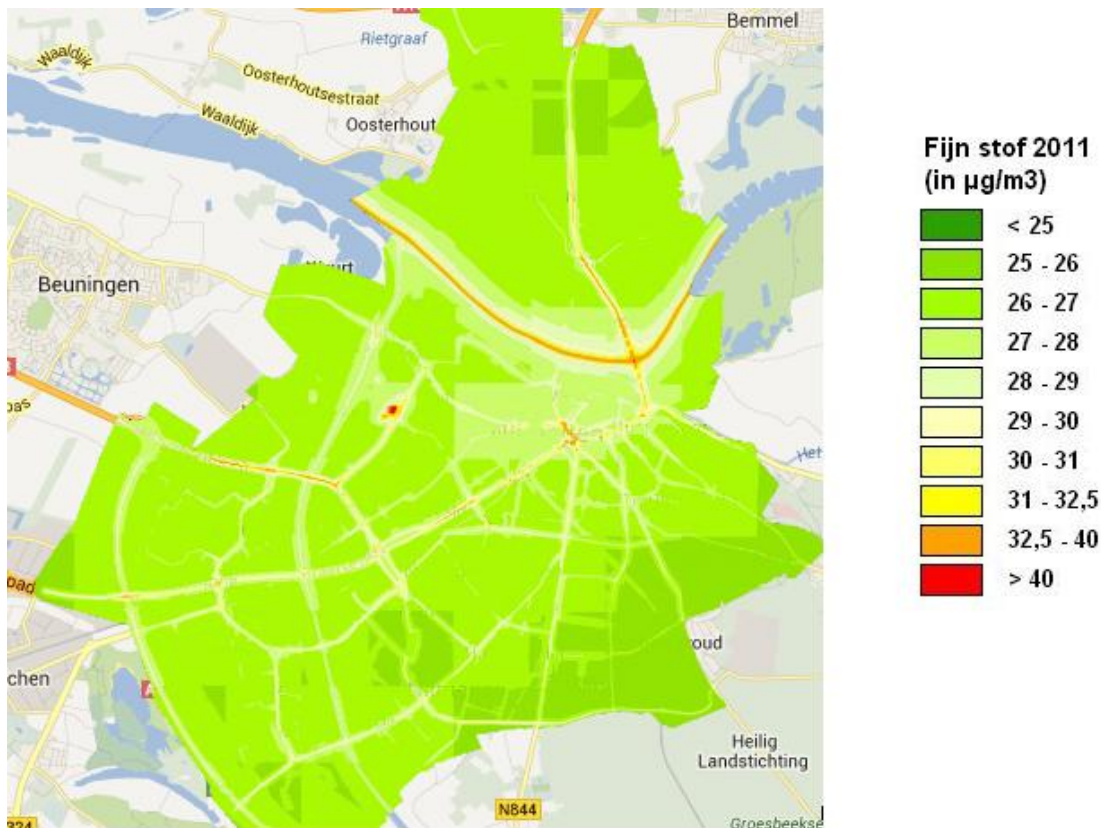 Bemmel
Rietgraaf
Waaldijk
Oosterhoutsestraat
Waaldijk
Oosterhout
Beuningen
Het
oad
roud
chen
Heilig
Landstichting
N844
Groesbeekse
Fijn stof 2011
(in µg/m3)
< 25
25 - 26
26 - 27
27 - 28
28 - 29
29 - 30
30 - 31
31 - 32,5
32,5 - 40
> 40